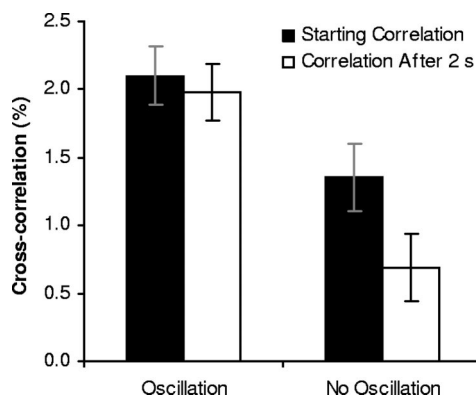 2.5
2.0
1.5
1.0
0.5
0.0
Cross-correlation (%)
Starting Correlation
Correlation After 2 s
Oscillation
No Oscillation